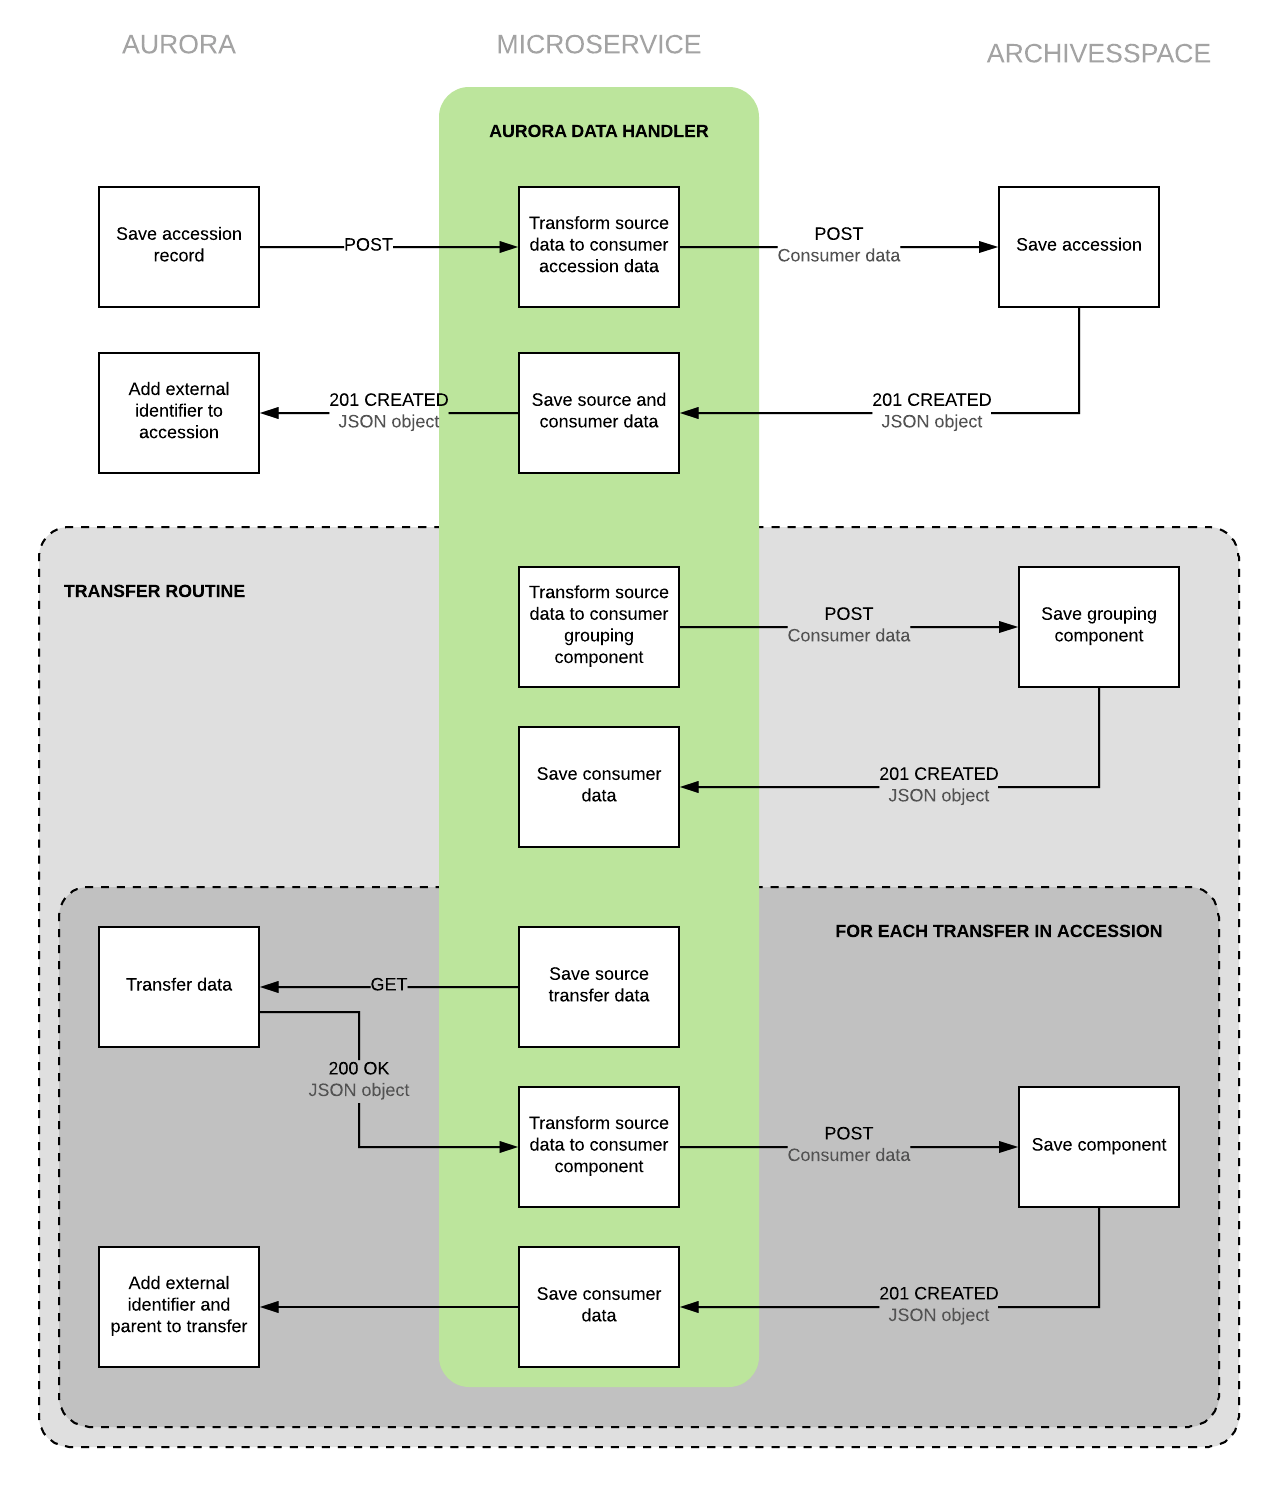 AURORA
MICROSERVICE
ARCHIVESSPACE
AURORA DATA HANDLER
Save accession
record
POST
Transform source
data to consumer
accession data
POST
Consumer data
Save accession
Add external
identifier to
accession
201 CREATED
JSON object
Save source and
consumer data
201 CREATED
JSON object
TRANSFER ROUTINE
Transform source
data to consumer
grouping
component
POST
Consumer data
Save grouping
component
Save consumer
data
201 CREATED
JSON object
FOR EACH TRANSFER IN ACCESSION
Transfer data
GET
Save source
transfer data
200 OK
JSON object
Transform source
data to consumer
component
POST
Consumer data
Save component
Add external
identifier and
parent to transfer
Save consumer
data
201 CREATED
JSON object